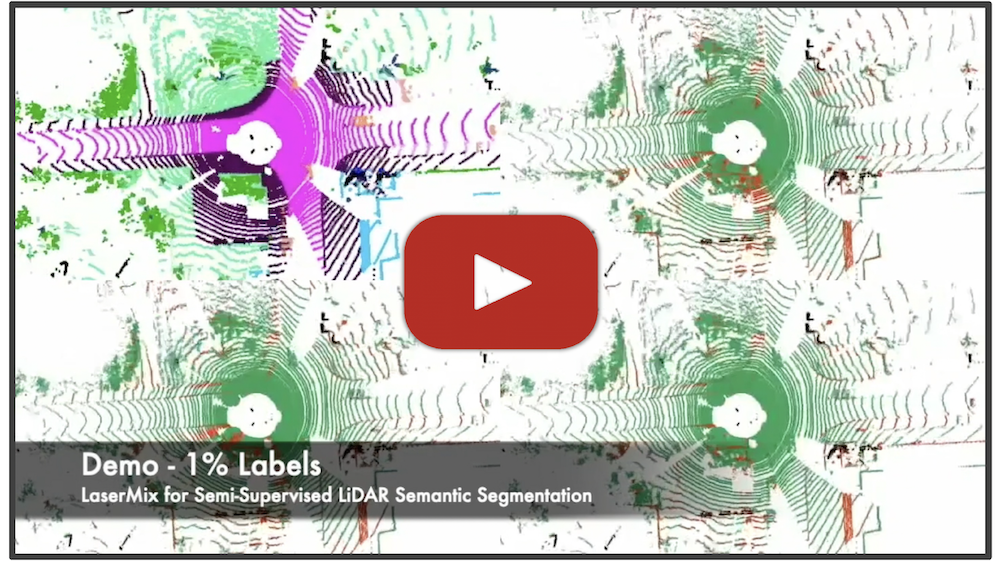 Demo - 1% Labels
LaserMix for Semi-Supervised LiDAR Semantic Segmentation